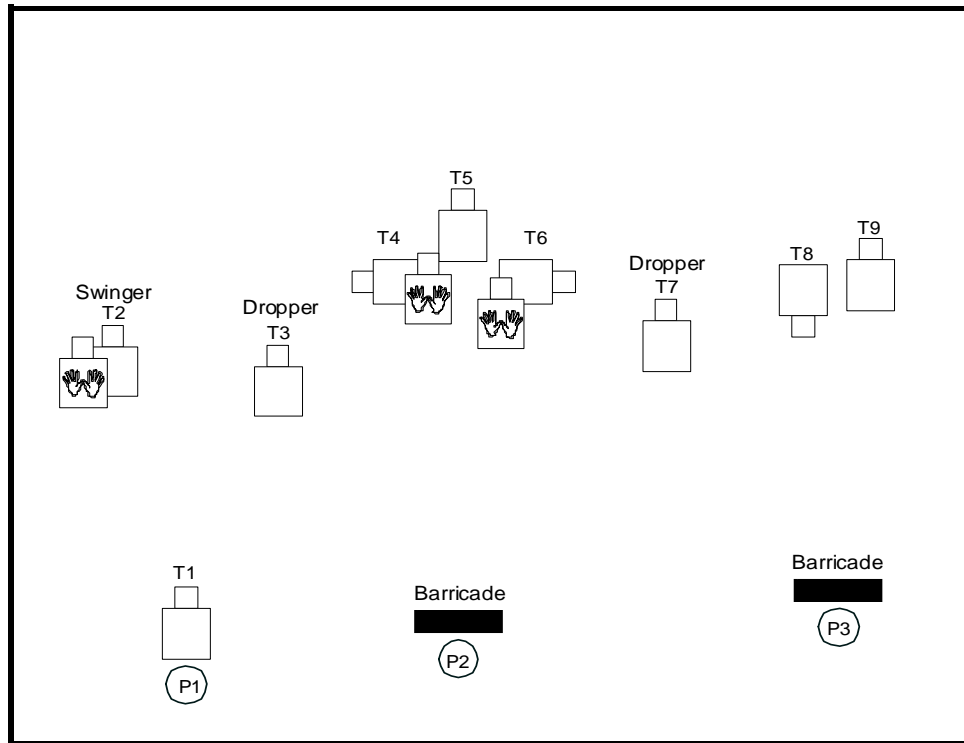 T5
T4
T6
T9
T8
Dropper
T7
Swinger
T2
Dropper
T3
Barricade
P3
T1
P1
Barricade
P2